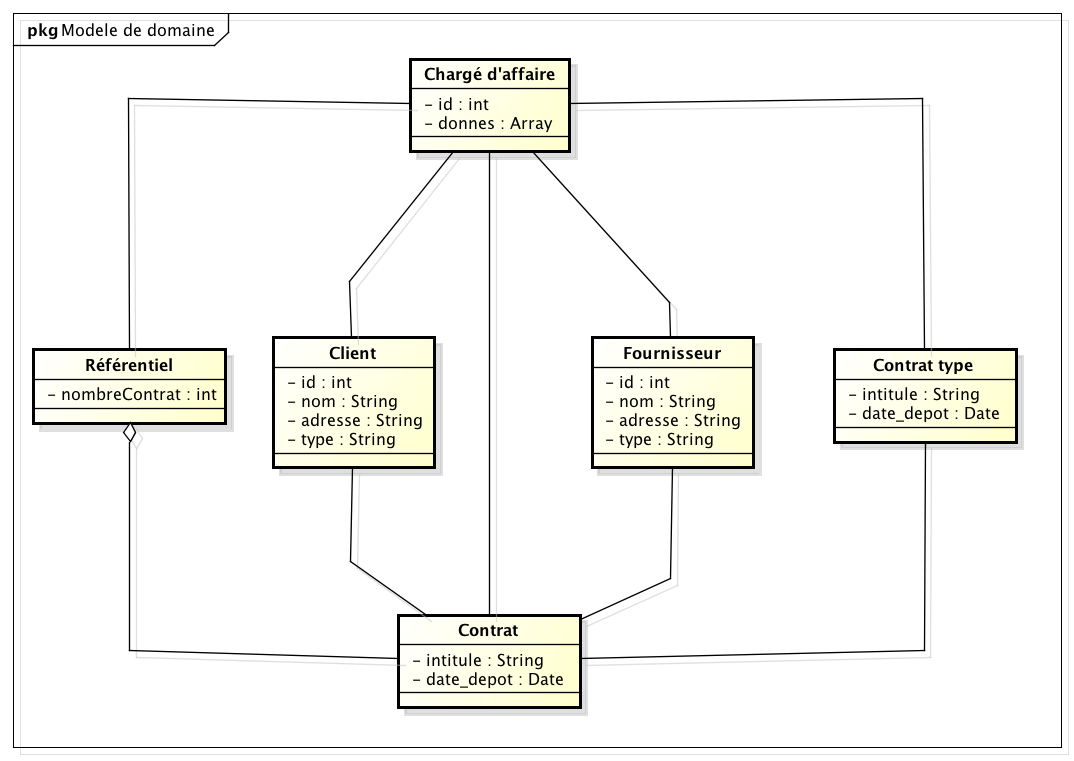 pkg Modele de domaine
Chargé d'affaire
- id : int
- donnes : Array
Référentiel
- nombreContrat : int
Client
- id : int
- nom : String
- adresse : String
- type : String
Fournisseur
- id : int
- nom : String
- adresse : String
- type : String
Contrat type
- intitule : String
- date_depot : Date
Contrat
- intitule : String
- date_depot : Date